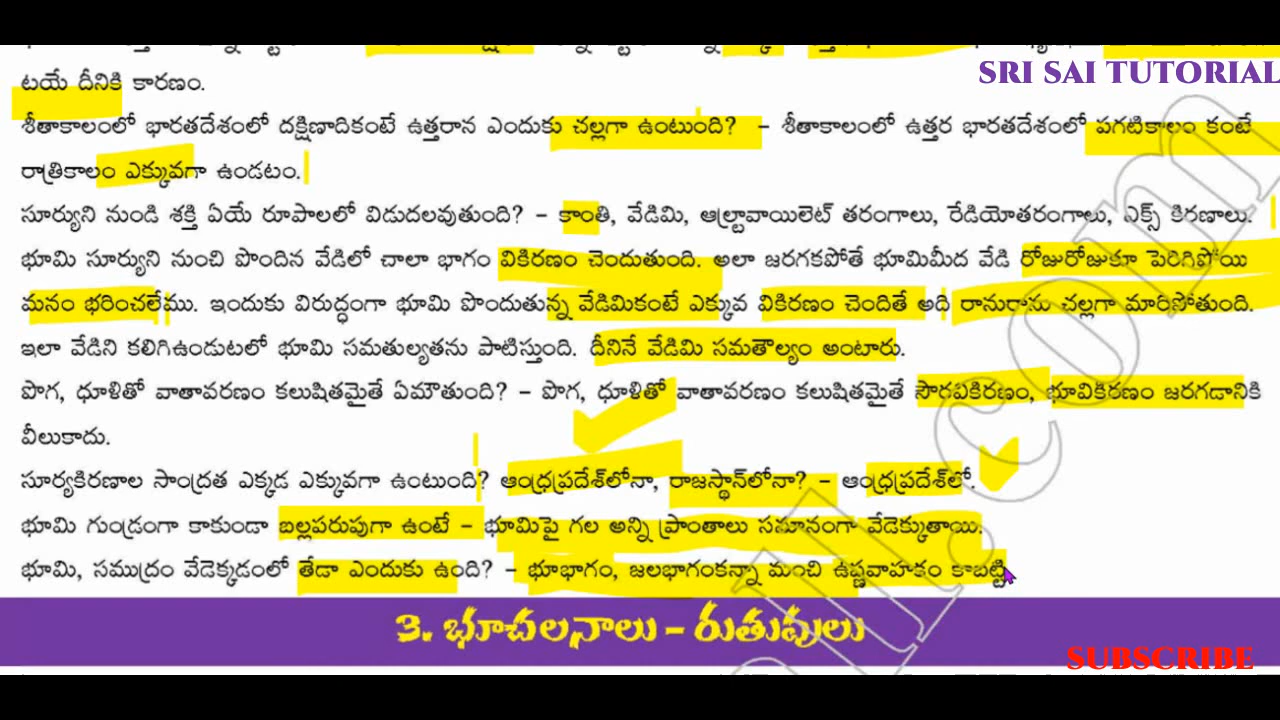 SRI SAI TUTORIAL
టయే దీనికి కారణం.
శీతాకాలంలో భారతదేశంలో దక్షిణాదికంటే ఉత్తరాన ఎందుకు చల్లగా ఉంటుంది? – శీతాకాలంలో ఉత్తర భారతదేశంలో పగటికాలం కంటే
రాత్రికాలం ఎక్కువగా ఉండటం.
సూర్యుని నుండి శక్తి ఏయే రూపాలలో విడుదలవుతుంది? – కాంతి, వేడిమి, ఆల్ట్రావాయిలెట్ తరంగాలు, రేడియోతరంగాలు, ఎక్స్ కిరణాలు.
భూమి సూర్యుని నుంచి పొందిన వేడిలో చాలా భాగం వికిరణం చెందుతుంది. అలా జరగకపోతే భూమిమీద వేడి రోజురోజుకూ పెరిగిపోయి
మనం భరించలేము. ఇందుకు విరుద్ధంగా భూమి పొందుతున్న వేడిమికంటే ఎక్కువ వికిరణం చెందితే అది రానురాను చల్లగా మారిపోతుంది.
ఇలా వేడిని కలిగిఉండుటలో భూమి సమతుల్యతను పాటిస్తుంది. దీనినే వేడిమి సమతౌల్యం అంటారు.
పొగ, ధూళితో వాతావరణం కలుషితమైతే ఏమౌతుంది? – పొగ, ధూళితో వాతావరణం కలుషితమైతే సౌరవికిరణం, భూవికిరణం జరగడానికి
వీలుకాదు.
సూర్యకిరణాల సాంద్రత ఎక్కడ ఎక్కువగా ఉంటుంది? ఆంధ్రప్రదేశ్‌లోనా, రాజస్థాన్‌లోనా? – ఆంధ్రప్రదేశ్‌లో.
భూమి గుండ్రంగా కాకుండా బల్లపరుపుగా ఉంటే – భూమిపై గల అన్ని ప్రాంతాలు సమానంగా వేడెక్కుతాయి.
భూమి, సముద్రం వేడెక్కడంలో తేడా ఎందుకు ఉంది? – భూభాగం, జలభాగంకన్నా మంచి ఉష్ణవాహకం కాబట్టి
3. భూచలనాలు – రుతువులు
SUBSCRIBE